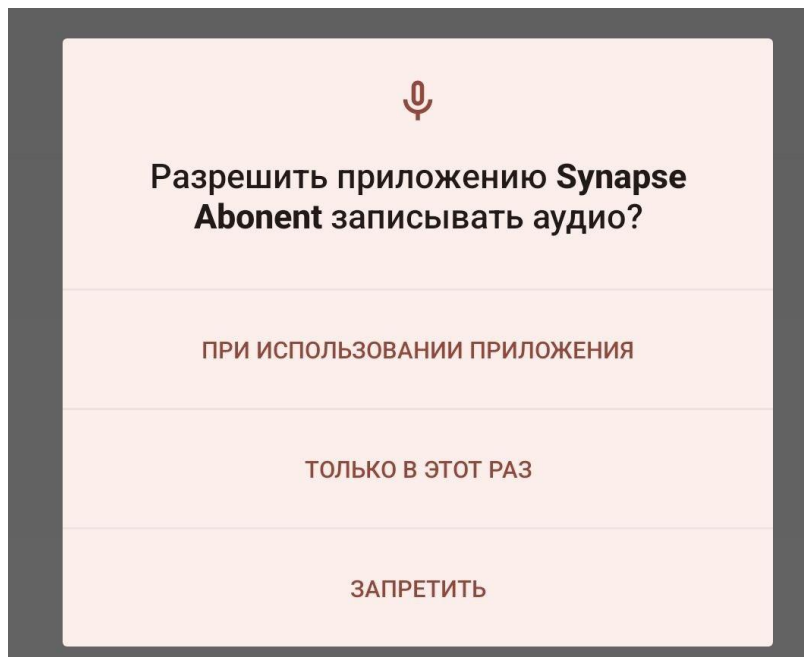 Разрешить приложению Synapse
Abonent записывать аудио?
ПРИ ИСПОЛЬЗОВАНИИ ПРИЛОЖЕНИЯ
ТОЛЬКО В ЭТОТ РАЗ
ЗАПРЕТИТЬ